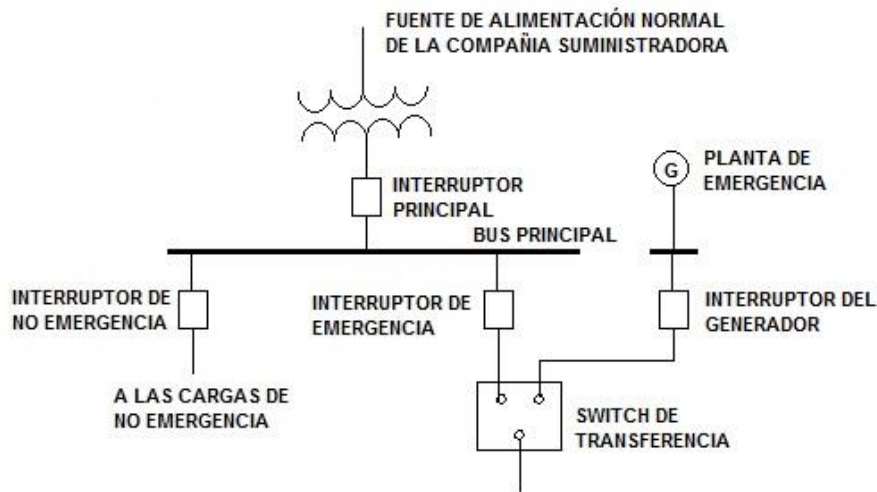 FUENTE DE ALIMENTACIÓN NORMAL
DE LA COMPAÑIA SUMINISTRADORA
G
PLANTA DE
EMERGENCIA
INTERRUPTOR
PRINCIPAL
BUS PRINCIPAL
INTERRUPTOR DE
NO EMERGENCIA
INTERRUPTOR DE
EMERGENCIA
INTERRUPTOR DEL
GENERADOR
A LAS CARGAS DE
NO EMERGENCIA
SWITCH DE
TRANSFERENCIA